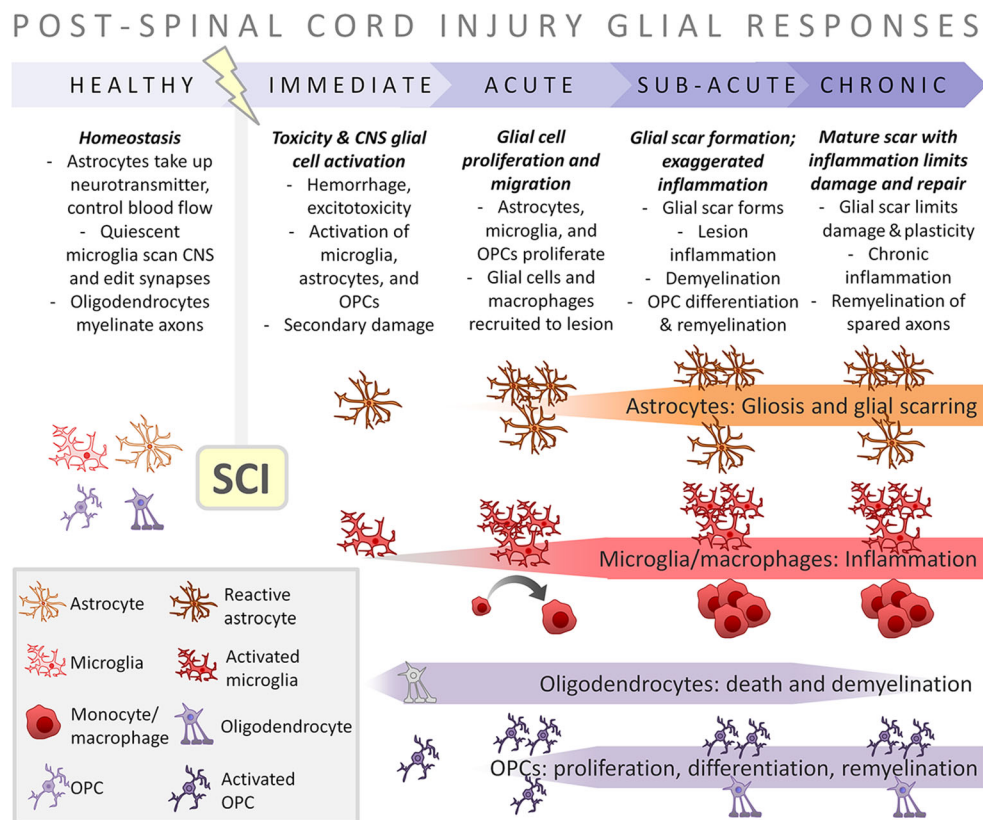 POST-SPINAL CORD INJURY GLIAL RESPONSES
HEALTHY
IMMEDIATE
ACUTE
SUB-ACUTE
CHRONIC
Homeostasis
- Astrocytes take up
neurotransmitter,
control blood flow
- Quiescent
microglia scan CNS
and edit synapses
- Oligodendrocytes
myelinate axons
Toxicity & CNS glial
cell activation
- Hemorrhage,
excitotoxicity
- Activation of
microglia,
astrocytes, and
OPCs
- Secondary damage
Glial cell
proliferation and
migration
- Astrocytes,
microglia, and
OPCs proliferate
- Glial cells and
macrophages
recruited to lesion
Glial scar formation;
exaggerated
inflammation
- Glial scar forms
- Lesion
inflammation
- Demyelination
- OPC differentiation
& remyelination
Mature scar with
inflammation limits
damage and repair
- Glial scar limits
damage & plasticity
- Chronic
inflammation
- Remyelination of
spared axons
Astrocytes: Gliosis and glial scarring
SCI
Microglia/macrophages: Inflammation
Oligodendrocytes: death and demyelination
OPCs: proliferation, differentiation, remyelination
Astrocyte
Reactive
astrocyte
Microglia
Activated
microglia
Monocyte/
macrophage
Oligodendrocyte
OPC
Activated
OPC